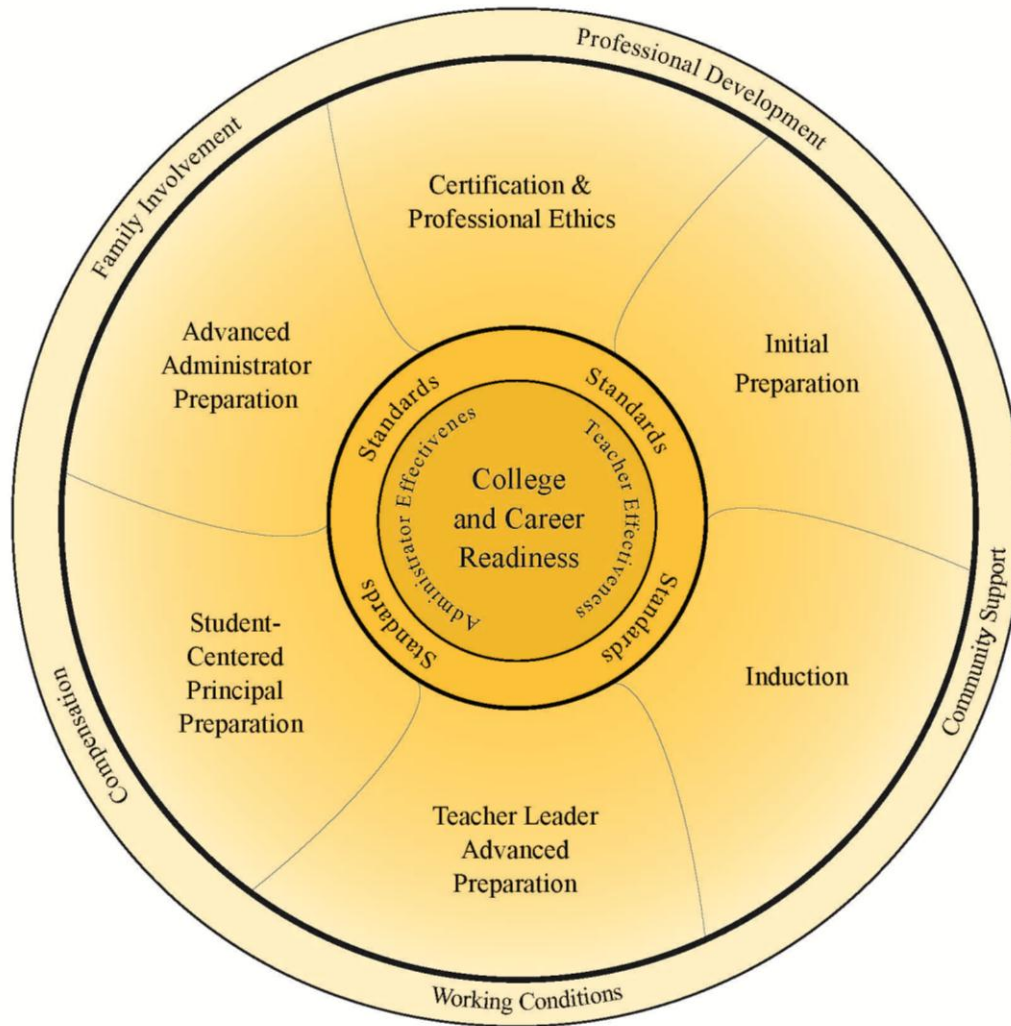 Professional Development
Family Involvement
Certification &
Professional Ethics
Advanced
Administrator
Preparation
Initial
Preparation
Standards
Standards
Administrator Effectivenes
Teacher Effectiveness
College
and Career
Readiness
Standards
Standards
Student-
Centered
Principal
Preparation
Induction
Community Support
Compensation
Teacher Leader
Advanced
Preparation
Working Conditions